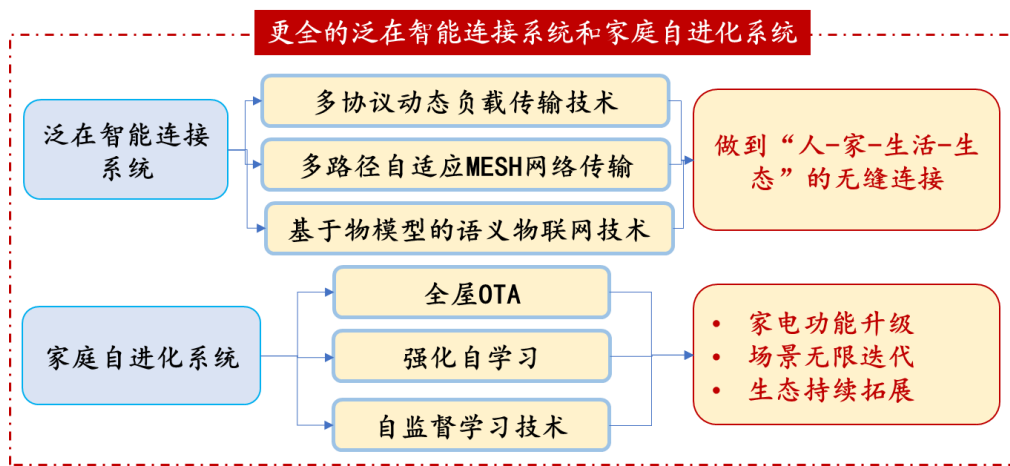 更全的泛在智能连接系统和家庭自进化系统
泛在智能连接
系统
多协议动态负载传输技术
多路径自适应MESH网络传输
基于物模型的语义物联网技术
做到“人-家-生活-生
态”的无缝连接
家庭自进化系统
全屋OTA
强化自学习
自监督学习技术
• 家电功能升级
• 场景无限迭代
• 生态持续拓展